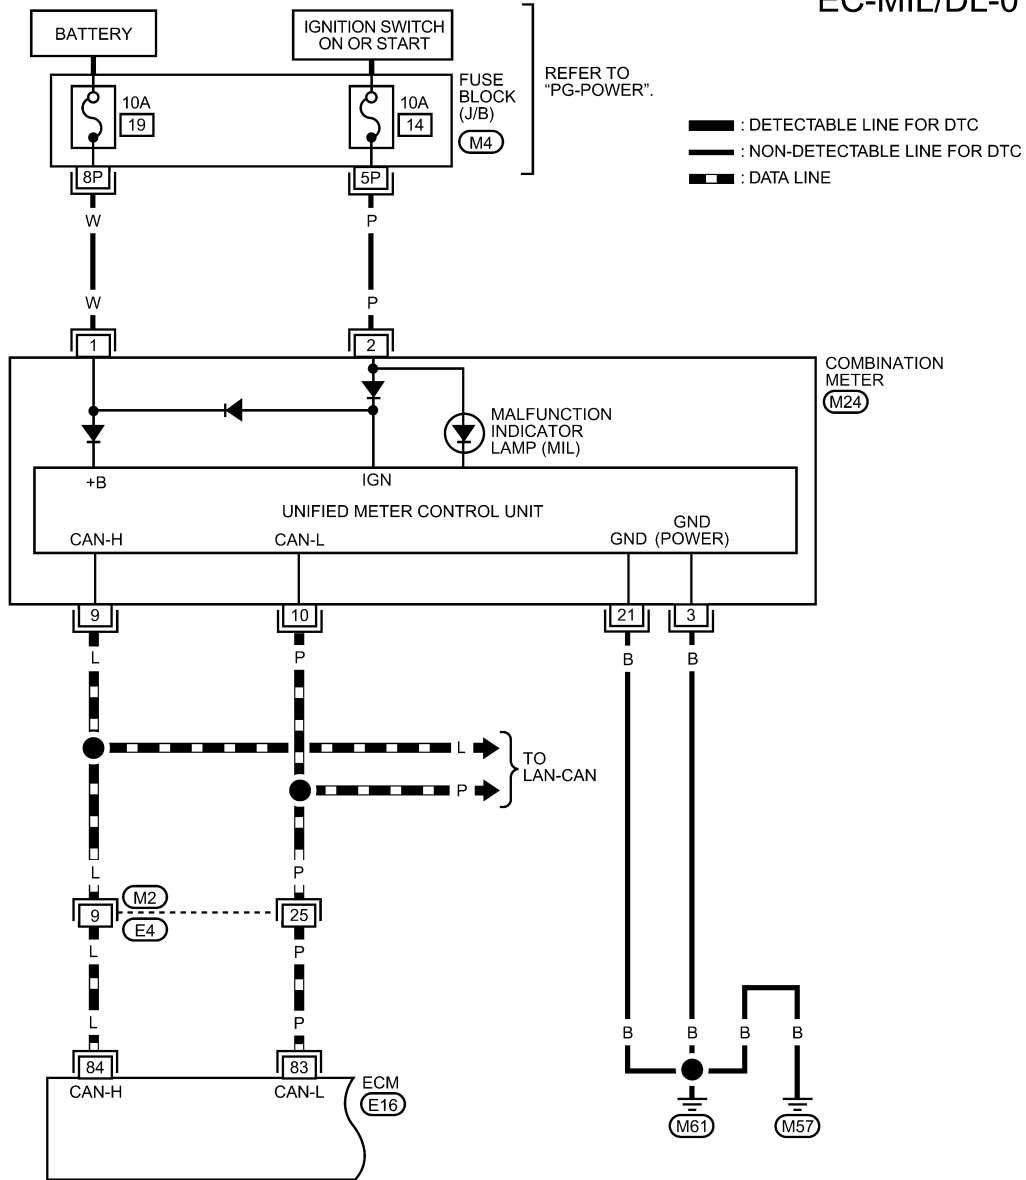 EC-MIL/DL-0
BATTERY
IGNITION SWITCH
ON OR START
10A
19
10A
14
FUSE
BLOCK
(J/B)
M4
REFER TO
“PG-POWER”.
: DETECTABLE LINE FOR DTC
: NON-DETECTABLE LINE FOR DTC
: DATA LINE
8P
5P
W
P
W
P
1
2
COMBINATION
METER
M24
MALFUNCTION
INDICATOR
LAMP (MIL)
+B
IGN
UNIFIED METER CONTROL UNIT
CAN-H
CAN-L
GND
GND
(POWER)
9
10
21
3
L
P
B
B
L
P
TO
LAN-CAN
L
P
M2
E4
9
25
L
P
L
P
B
B
B
B
84
83
CAN-H
CAN-L
ECM
E16
M61
M57